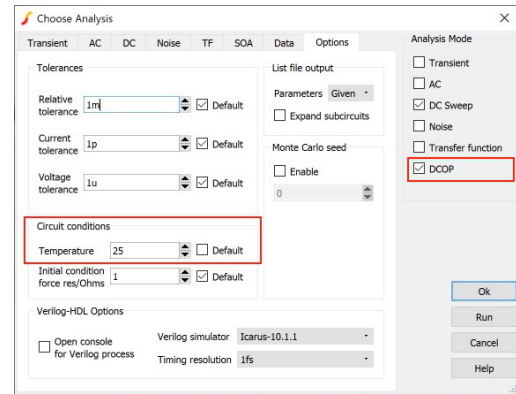 Choose Analysis
Transient AC DC Noise TF SOA Data Options
Tolerances
Relative tolerance 1m Default
Current tolerance 1p Default
Voltage tolerance 1u Default
Circuit conditions
Temperature 25 Default
Initial condition force res/Ohms 1 Default
List file output
Parameters Given
Expand subcircuits
Monte Carlo seed
Enable
0
Verilog-HDL Options
Open console for Verilog process
Verilog simulator Icarus-10.1.1
Timing resolution 1fs
Analysis Mode
Transient
AC
DC Sweep
Noise
Transfer function
DCOP
Ok
Run
Cancel
Help